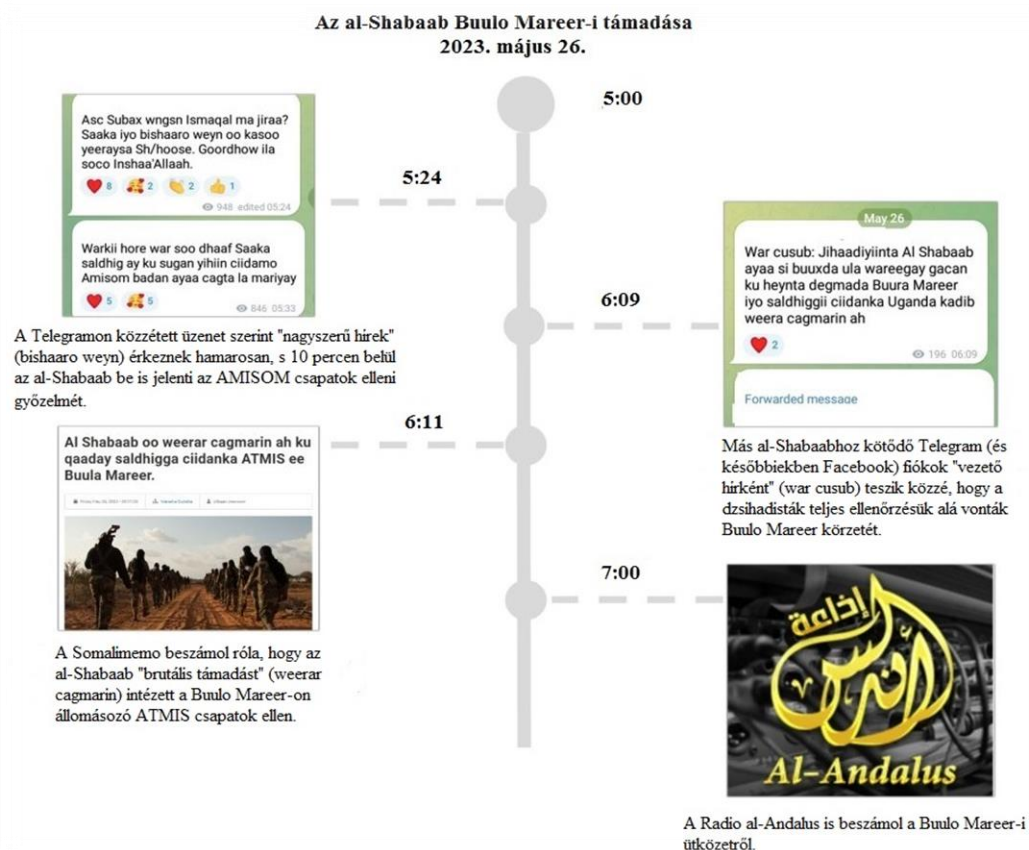 Az al-Shabaab Buulo Mareer-i támadása
2023. május 26.
5:00
5:24
Asc Subax wngsn Ismaqal ma jiraa?
Saaka iyo bishaaro weyn oo kasoo
yeeraysa Sh/hoose. Goordhow ila
soco Inshaa'Allaah.
8 2 2 1
948 edited 05:24
Warkii hore war soo dhaaf Saaka
saldhig ay ku sugan yihiin ciidamo
Amisom badan ayaa cagta la mariyay
5 5
846 05:33
A Telegramon közzétett üzenet szerint "nagyszerű hírek"
(bishaaro weyn) érkeznek hamarosan, s 10 percen belül
az al-Shabaab be is jelenti az AMISOM csapatok elleni
győzelmét.
6:09
May 26
War cusub: Jihaadiyiinta Al Shabaab
ayaa si buuxda ula wareegay gacan
ku heynta degmada Buura Mareer
iyo saldhiggii ciidanka Uganda kadib
weera cagmarin ah
2
196 06:09
Forwarded message
Más al-Shabaabhoz kötődő Telegram (és
későbbiekben Facebook) fiókok "vezető
hírként" (war cusub) teszik közzé, hogy a
dzsihadisták teljes ellenőrzésük alá vonták
Buulo Mareer körzetét.
6:11
Al Shabaab oo weerar cagmarin ah ku
qaaday saldhigga ciidanka ATMIS ee
Buula Mareer.
A Somalimemo beszámol róla, hogy az
al-Shabaab "brutális támadást" (weerar
cagmarin) intézett a Buulo Mareer-on
állomásozó ATMIS csapatok ellen.
7:00
إذاعة
الأندلس
Al-Andalus
A Radio al-Andalus is beszámol a Buulo Mareer-i
ütközetről.